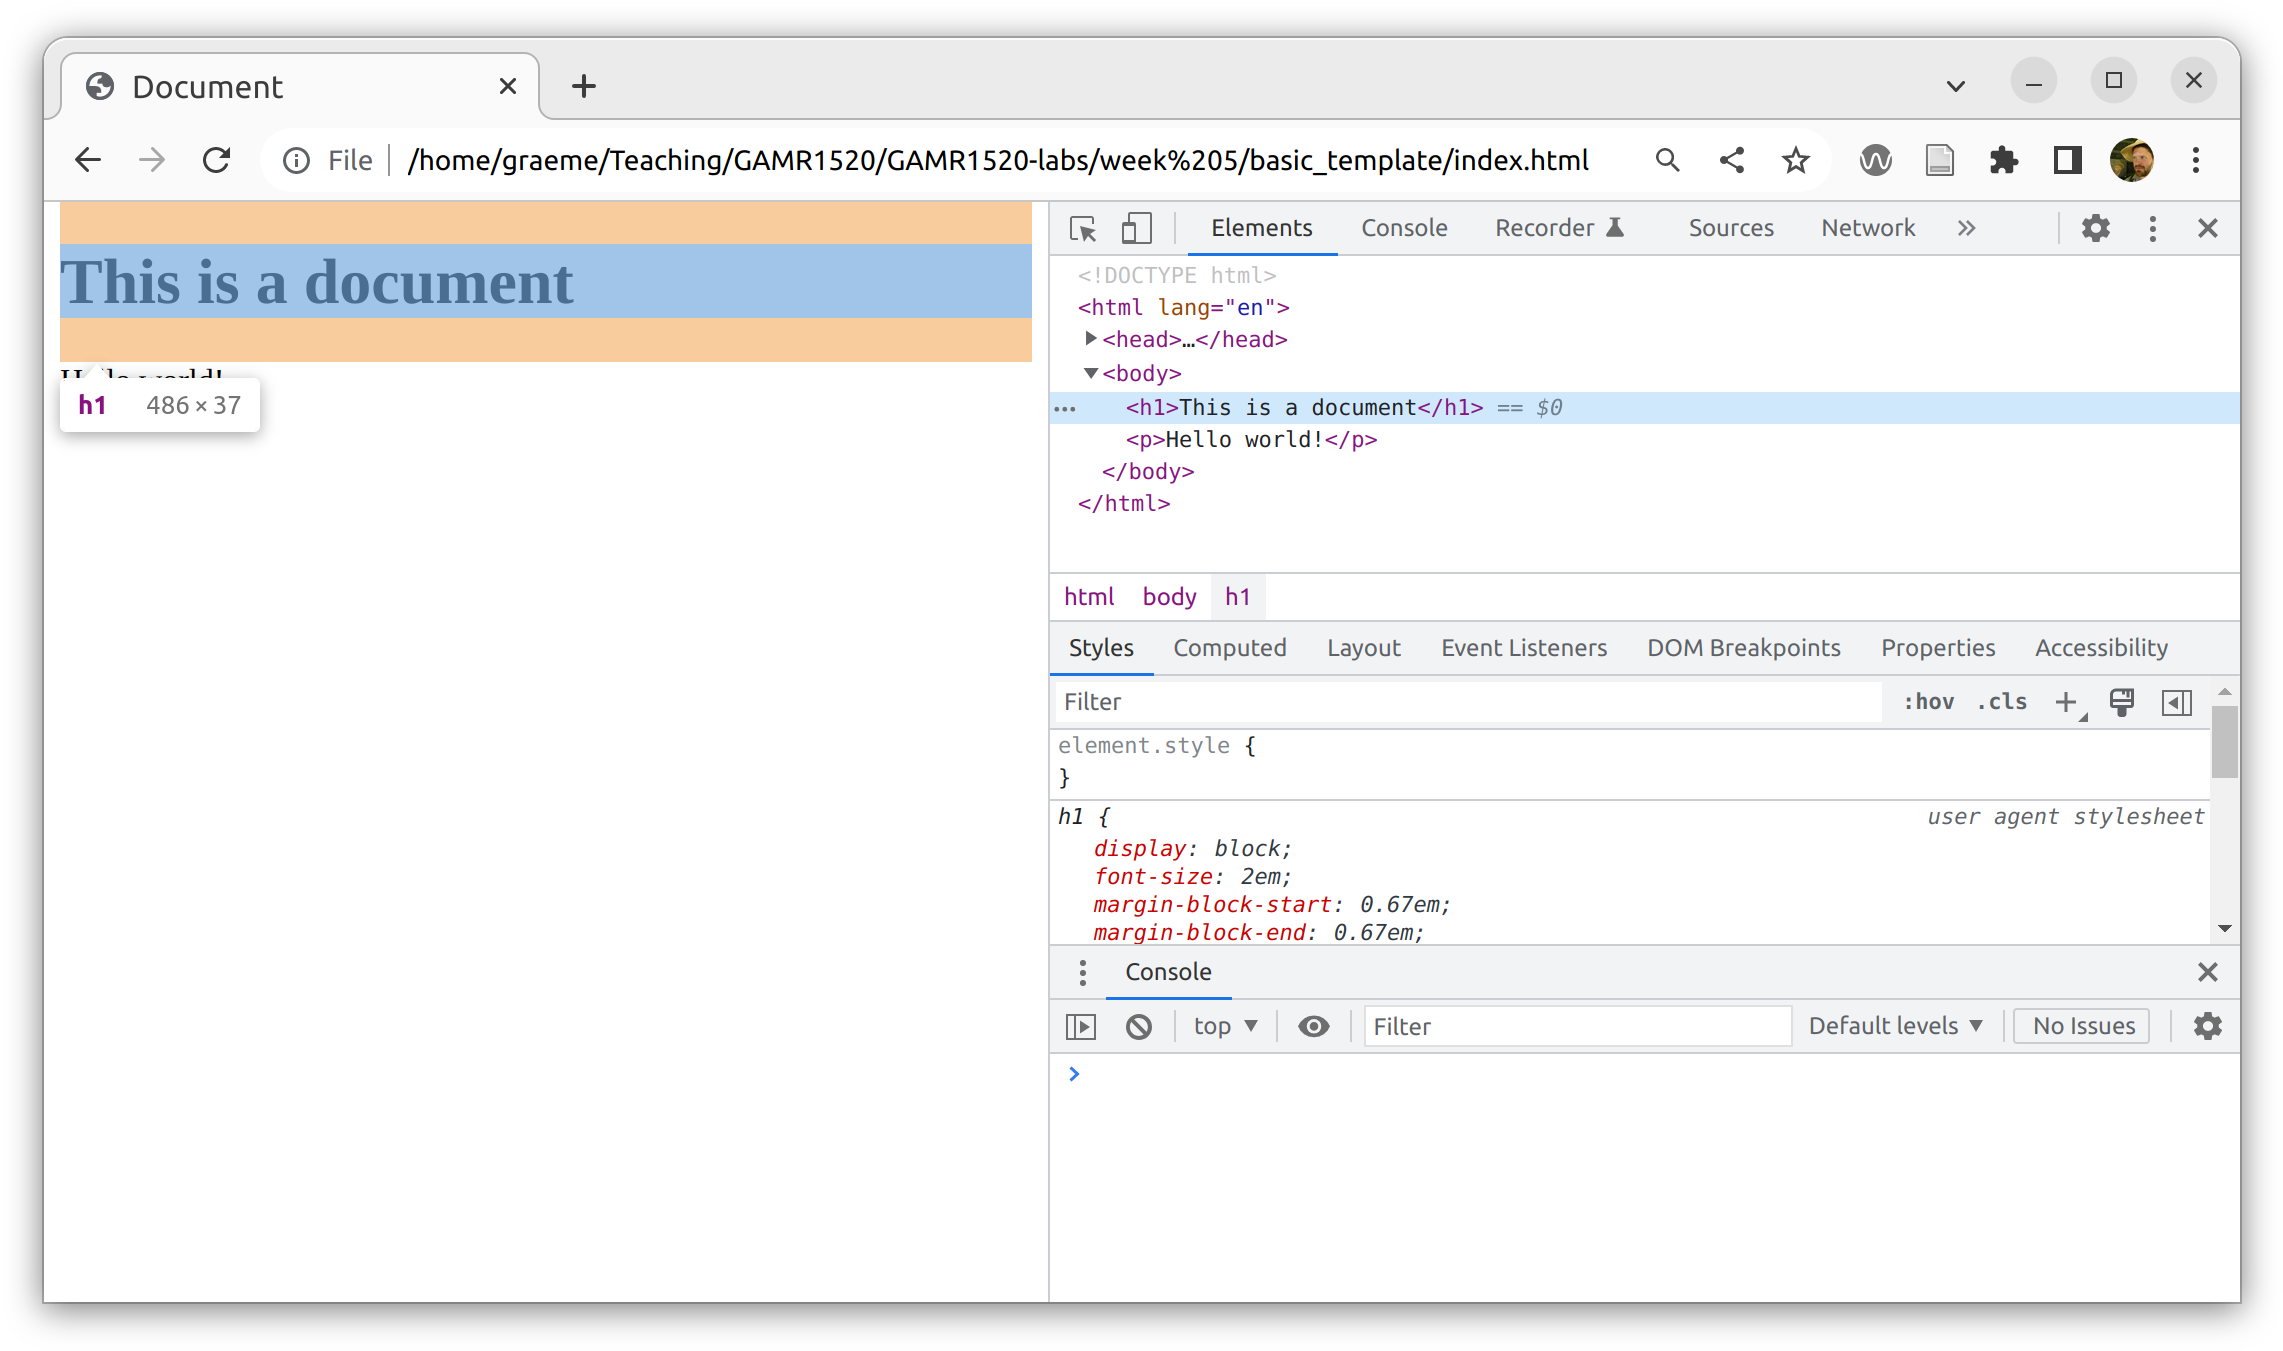 Document
File /home/graeme/Teaching/GAMR1520/GAMR1520-labs/week%205/basic_template/index.html
This is a document
h1 486 × 37
Elements Console Recorder Sources Network »
<!DOCTYPE html>
<html lang="en">
<head>…</head>
<body>
<h1>This is a document</h1> == $0
<p>Hello world!</p>
</body>
</html>
html body h1
Styles Computed Layout Event Listeners DOM Breakpoints Properties Accessibility
Filter :hov .cls
element.style {
}
h1 { user agent stylesheet
display: block;
font-size: 2em;
margin-block-start: 0.67em;
margin-block-end: 0.67em;
Console
top Filter Default levels No Issues